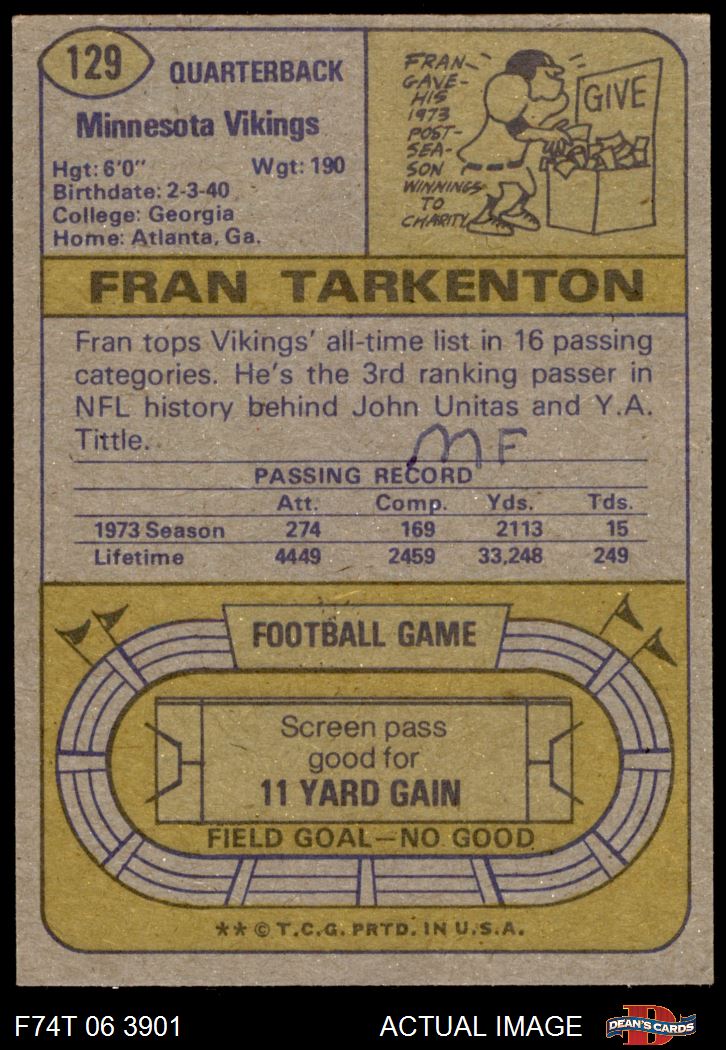 129
QUARTERBACK
Minnesota Vikings
Hgt: 6'0" Wgt: 190
Birthdate: 2-3-40
College: Georgia
Home: Atlanta, Ga.
FRAN
GAVE
HIS
1973
POST-
SEA-
SON
WINNINGS
TO
CHARITY
GIVE
FRAN TARKENTON
Fran tops Vikings' all-time list in 16 passing
categories. He's the 3rd ranking passer in
NFL history behind John Unitas and Y.A.
Tittle.
MF
PASSING RECORD
Att. Comp. Yds. Tds.
1973 Season 274 169 2113 15
Lifetime 4449 2459 33,248 249
FOOTBALL GAME
Screen pass
good for
11 YARD GAIN
FIELD GOAL—NO GOOD
** © T.C.G. PRTD. IN U.S.A.
F74T 06 3901 ACTUAL IMAGE DEAN'S CARDS